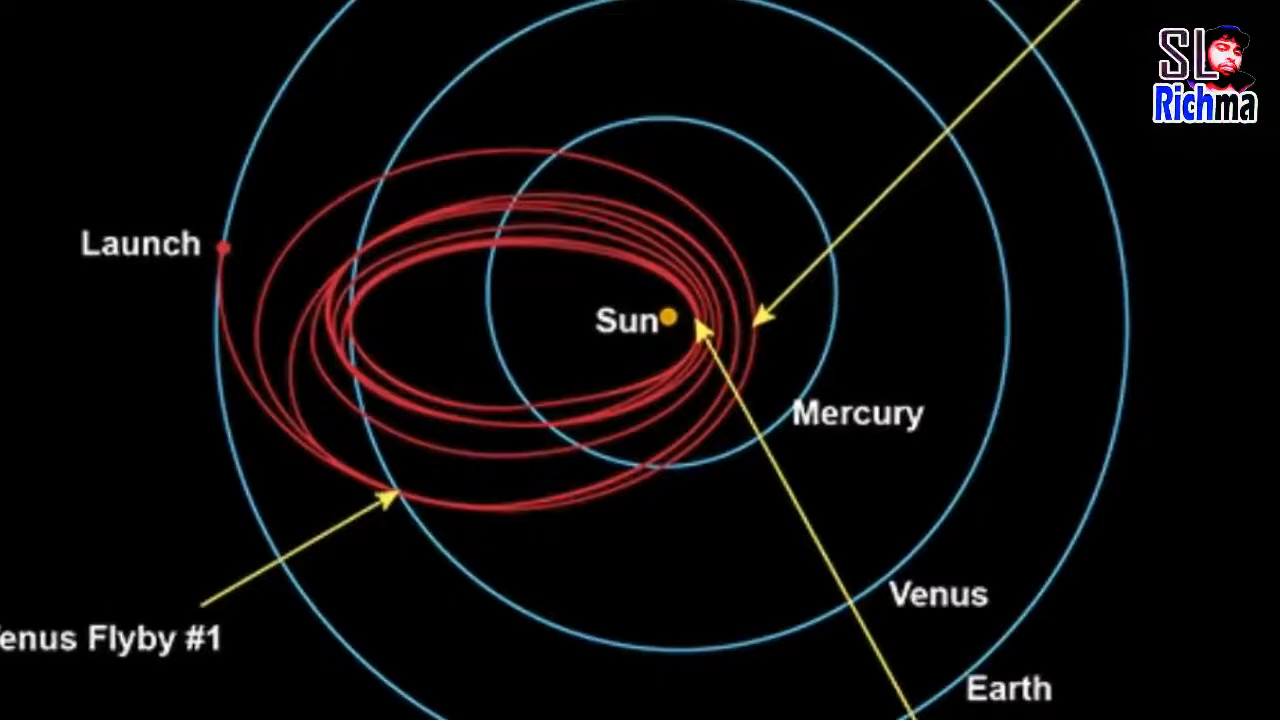 SL
Richma
Launch
Sun
Mercury
Venus
enus Flyby #1
Earth